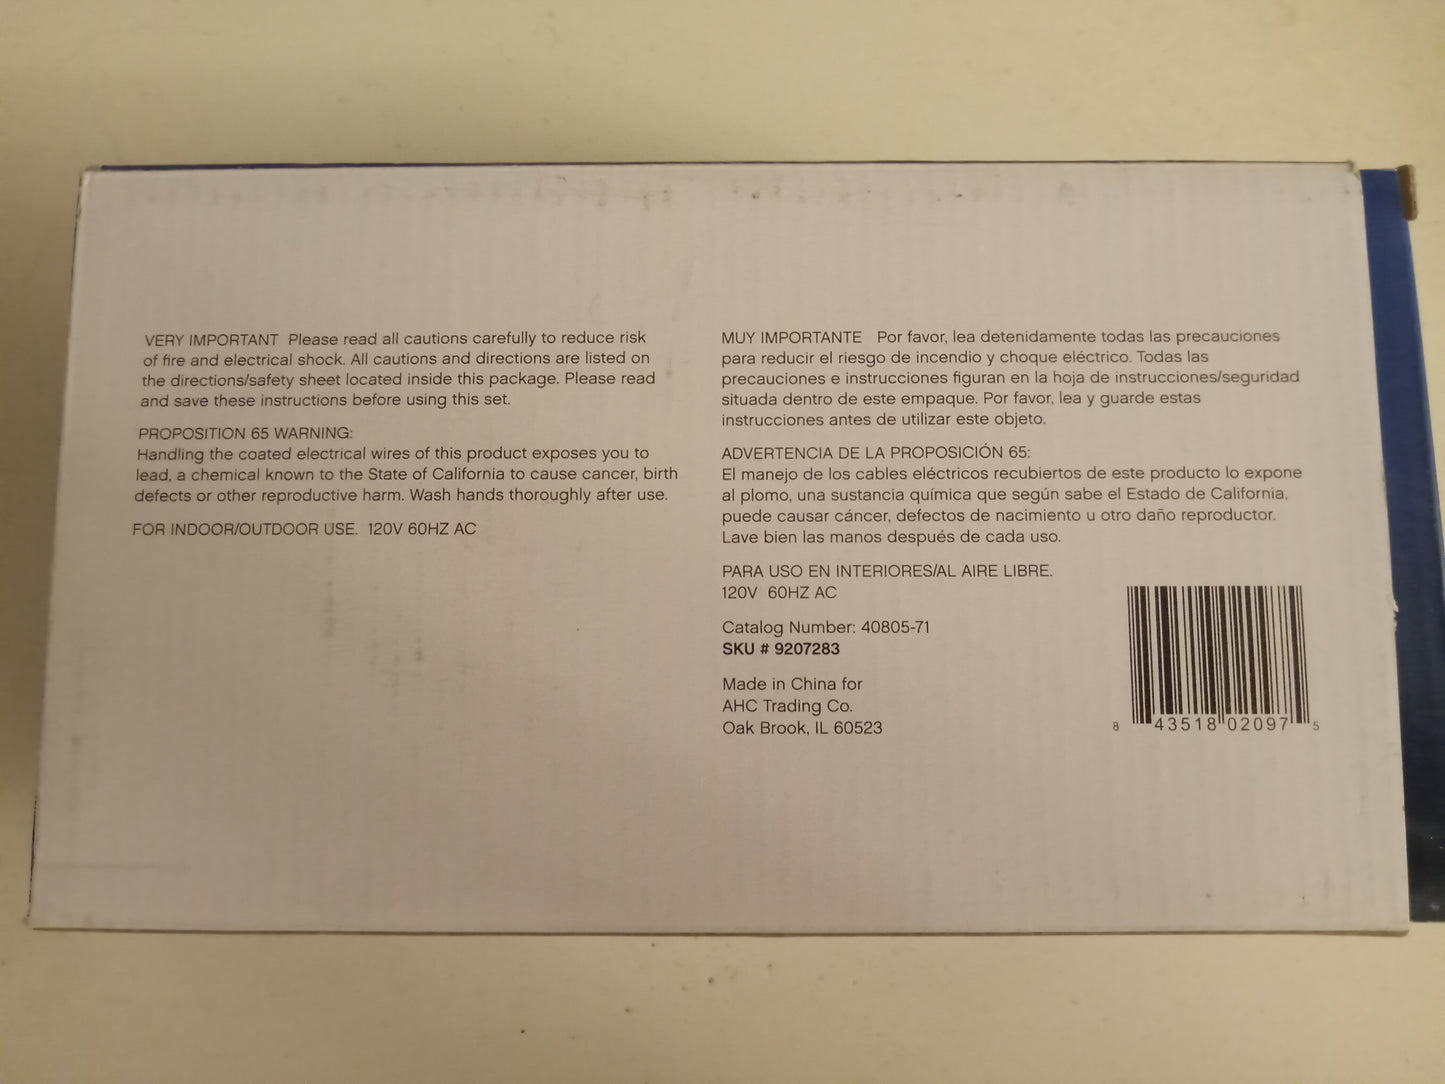 VERY IMPORTANT Please read all cautions carefully to reduce risk
of fire and electrical shock. All cautions and directions are listed on
the directions/safety sheet located inside this package. Please read
and save these instructions before using this set.
PROPOSITION 65 WARNING:
Handling the coated electrical wires of this product exposes you to
lead, a chemical known to the State of California to cause cancer, birth
defects or other reproductive harm. Wash hands thoroughly after use.
FOR INDOOR/OUTDOOR USE. 120V 60HZ AC
MUY IMPORTANTE Por favor, lea detenidamente todas las precauciones
para reducir el riesgo de incendio y choque eléctrico. Todas las
precauciones e instrucciones figuran en la hoja de instrucciones/seguridad
situada dentro de este empaque. Por favor, lea y guarde estas
instrucciones antes de utilizar este objeto.
ADVERTENCIA DE LA PROPOSICIÓN 65:
El manejo de los cables eléctricos recubiertos de este producto lo expone
al plomo, una sustancia química que según sabe el Estado de California,
puede causar cáncer, defectos de nacimiento u otro daño reproductor.
Lave bien las manos después de cada uso.
PARA USO EN INTERIORES/AL AIRE LIBRE.
120V 60HZ AC
Catalog Number: 40805-71
SKU # 9207283
Made in China for
AHC Trading Co.
Oak Brook, IL 60523
8 43518 02097 5